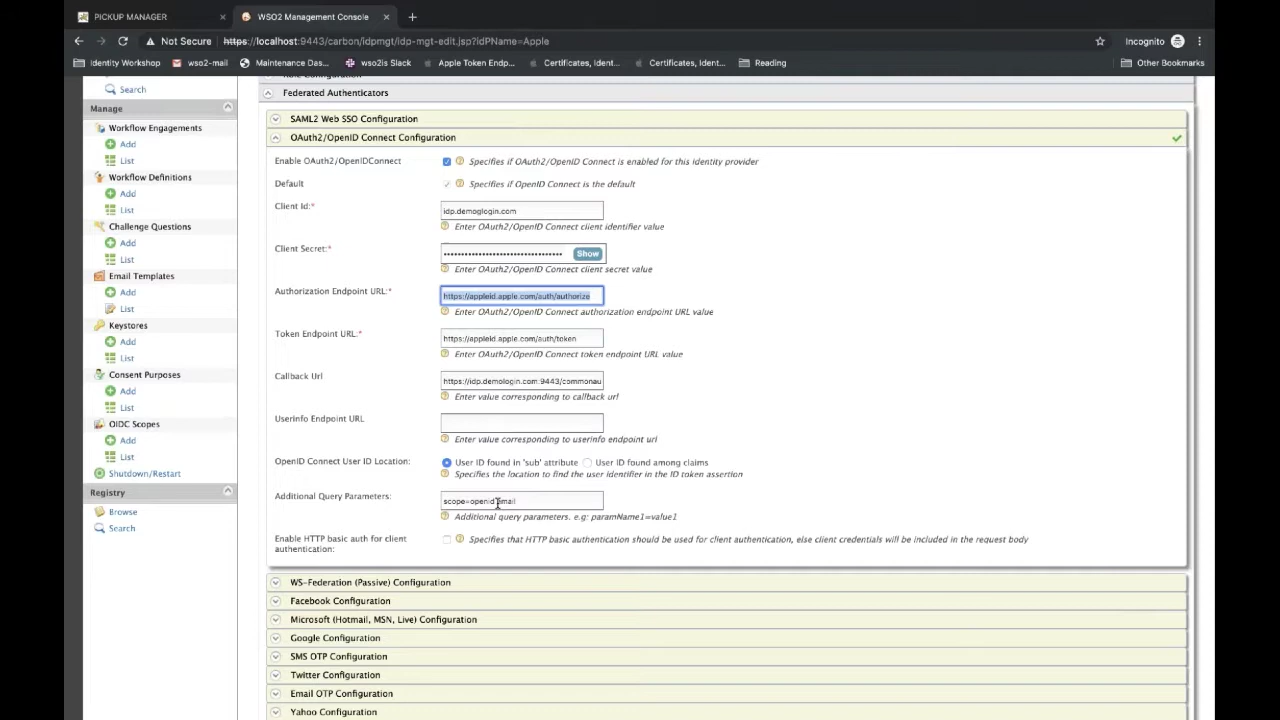 PICKUP MANAGER
WSO2 Management Console
Not Secure
https://localhost:9443/carbon/idpmgt/idp-mgt-edit.jsp?idPName=Apple
Incognito
Identity Workshop
wso2-mail
Maintenance Das...
wso2is Slack
Apple Token Endp...
Certificates, Ident...
Certificates, Ident...
Reading
Other Bookmarks
Search
Manage
Workflow Engagements
Add
List
Workflow Definitions
Add
List
Challenge Questions
Add
List
Email Templates
Add
List
Keystores
Add
List
Consent Purposes
Add
List
OIDC Scopes
Add
List
Shutdown/Restart
Registry
Browse
Search
Federated Authenticators
SAML2 Web SSO Configuration
OAuth2/OpenID Connect Configuration
Enable OAuth2/OpenIDConnect
Specifies if OAuth2/OpenID Connect is enabled for this identity provider
Default
Specifies if OpenID Connect is the default
Client Id:*
idp.demoglogin.com
Enter OAuth2/OpenID Connect client identifier value
Client Secret:*
Show
Enter OAuth2/OpenID Connect client secret value
Authorization Endpoint URL:*
https://appleid.apple.com/auth/authorize
Enter OAuth2/OpenID Connect authorization endpoint URL value
Token Endpoint URL:*
https://appleid.apple.com/auth/token
Enter OAuth2/OpenID Connect token endpoint URL value
Callback Url
https://idp.demologin.com:9443/commonau
Enter value corresponding to callback url
Userinfo Endpoint URL
Enter value corresponding to userinfo endpoint url
OpenID Connect User ID Location:
User ID found in 'sub' attribute
User ID found among claims
Specifies the location to find the user identifier in the ID token assertion
Additional Query Parameters:
scope=openid email
Additional query parameters. e.g: paramName1=value1
Enable HTTP basic auth for client
authentication:
Specifies that HTTP basic authentication should be used for client authentication, else client credentials will be included in the request body
WS-Federation (Passive) Configuration
Facebook Configuration
Microsoft (Hotmail, MSN, Live) Configuration
Google Configuration
SMS OTP Configuration
Twitter Configuration
Email OTP Configuration
Yahoo Configuration